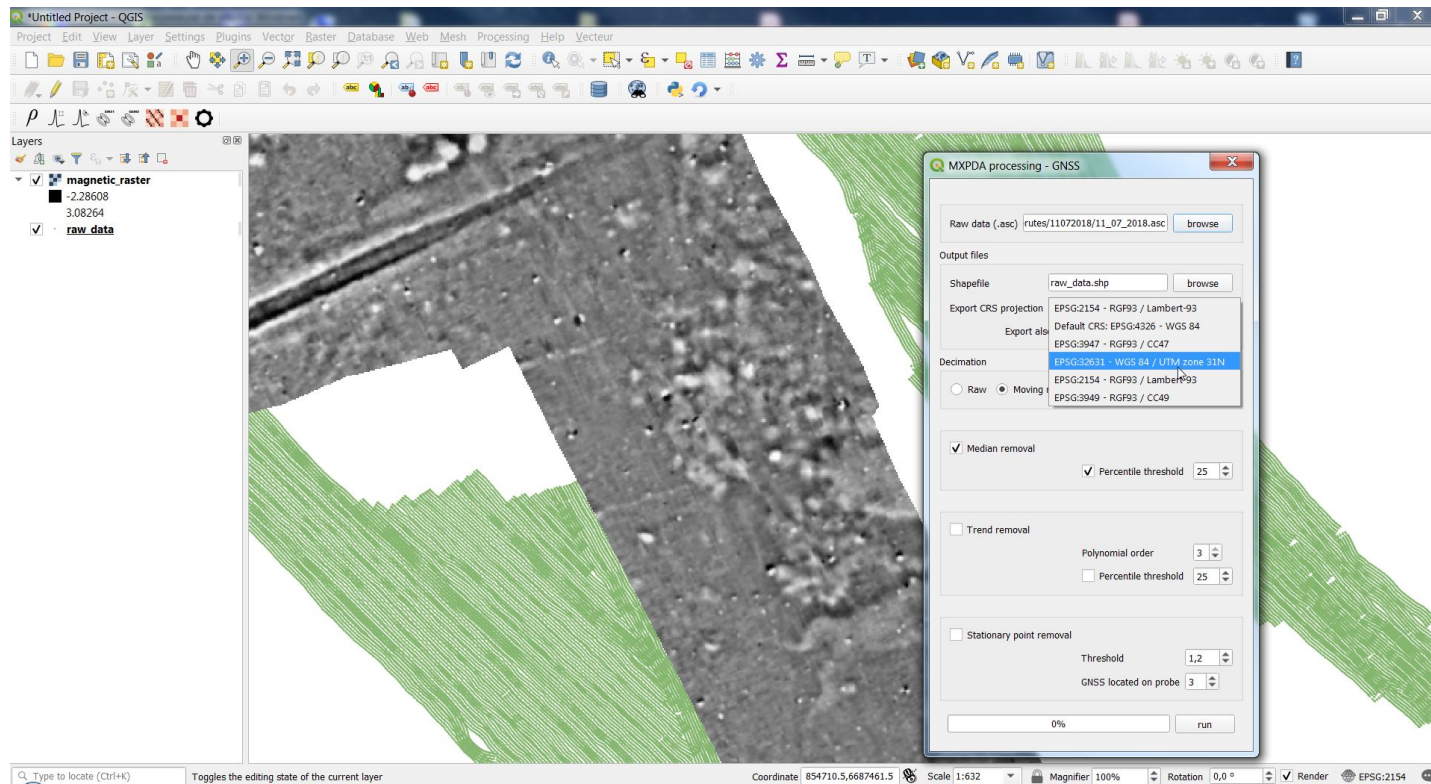 *Untitled Project - QGIS
Project Edit View Layer Settings Plugins Vector Raster Database Web Mesh Processing Help Vecteur
Layers
magnetic_raster
-2.28608
3.08264
raw_data
MXPDA processing - GNSS
Raw data (.asc) rutes/11072018/11_07_2018.asc browse
Output files
Shapefile raw_data.shp browse
Export CRS projection EPSG:2154 - RGF93 / Lambert-93
Default CRS: EPSG:4326 - WGS 84
Export als
EPSG:3947 - RGF93 / CC47
Decimation EPSG:32631 - WGS 84 / UTM zone 31N
EPSG:2154 - RGF93 / Lambert-93
Raw Moving
EPSG:3949 - RGF93 / CC49
Median removal
Percentile threshold 25
Trend removal
Polynomial order 3
Percentile threshold 25
Stationary point removal
Threshold 1,2
GNSS located on probe 3
0% run
Type to locate (Ctrl+K) Toggles the editing state of the current layer Coordinate 854710.5,6687461.5 Scale 1:632 Magnifier 100% Rotation 0,0 ° Render EPSG:2154